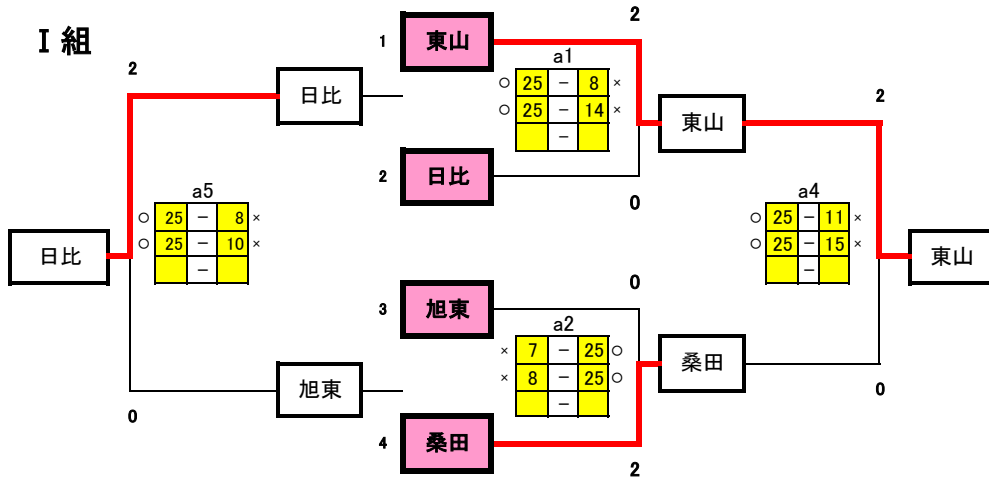 I 組
2
日比
a5
○ 25 － 8 ×
○ 25 － 10 ×
－
日比
旭東
0
1 東山
2
a1
○ 25 － 8 ×
○ 25 － 14 ×
－
2 日比
0
東山
3 旭東
0
a2
× 7 － 25 ○
× 8 － 25 ○
－
4 桑田
2
桑田
2
a4
○ 25 － 11 ×
○ 25 － 15 ×
－
東山
0